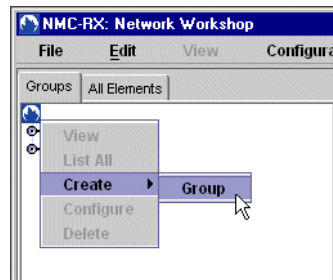 NMC-RX: Network Workshop
File Edit View Configura
Groups All Elements
View
List All
Create Group
Configure
Delete